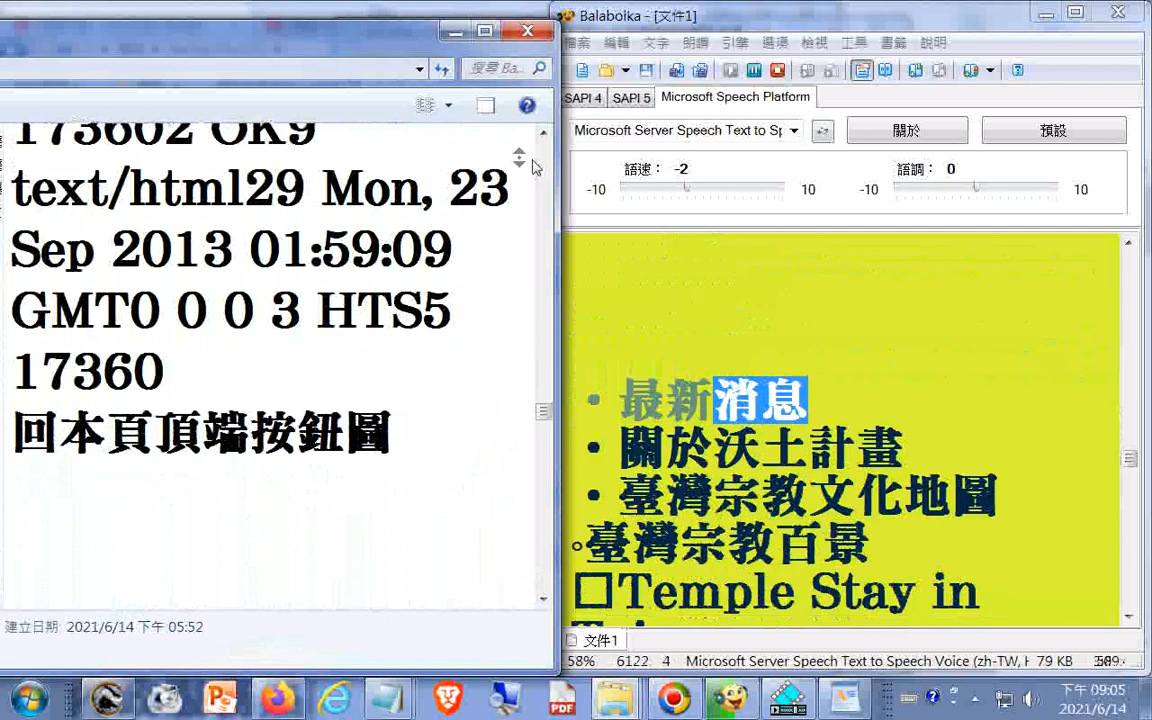 搜尋 Ba...
173602 OK9
text/html29 Mon, 23
Sep 2013 01:59:09
GMT0 0 0 3 HTS5
17360
回本頁頂端按鈕圖
建立日期: 2021/6/14 下午 05:52
Balaboika - [文件1]
檔案 編輯 文字 朗讀 引擎 選項 檢視 工具 書籤 說明
SAPI 4 SAPI 5 Microsoft Speech Platform
Microsoft Server Speech Text to Sp
關於
預設
語速: -2
-10 10
語調: 0
-10 10
• 最新消息
• 關於沃土計畫
• 臺灣宗教文化地圖
◦臺灣宗教百景
□Temple Stay in
文件1
58% 6122 4 Microsoft Server Speech Text to Speech Voice (zh-TW, H 79 KB
PDF
下午 09:05
2021/6/14